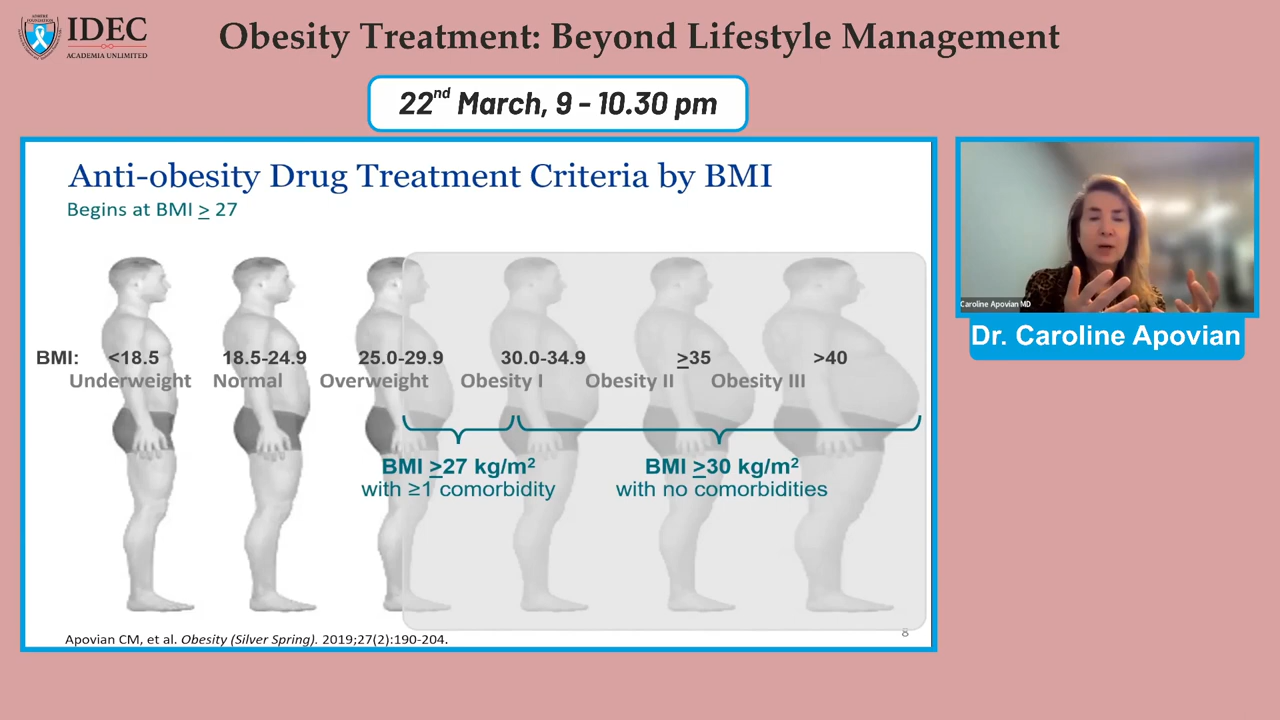 IDEC
ACADEMIA UNLIMITED
Obesity Treatment: Beyond Lifestyle Management
22nd March, 9 - 10.30 pm
Anti-obesity Drug Treatment Criteria by BMI
Begins at BMI ≥ 27
BMI: <18.5 18.5-24.9 25.0-29.9 30.0-34.9 ≥35 >40
Underweight Normal Overweight Obesity I Obesity II Obesity III
BMI ≥27 kg/m²
with ≥1 comorbidity
BMI ≥30 kg/m²
with no comorbidities
Apovian CM, et al. Obesity (Silver Spring). 2019;27(2):190-204.
8
Caroline Apovian MD
Dr. Caroline Apovian